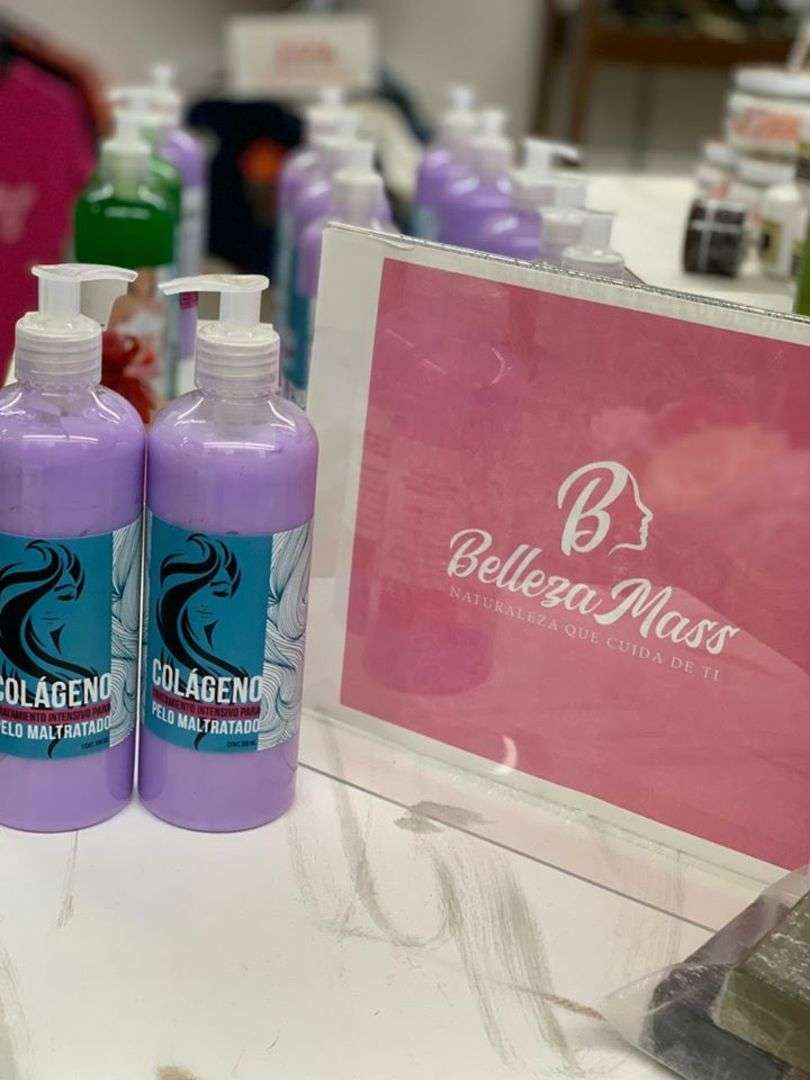 COLÁGENO
TRATAMIENTO INTENSIVO PARA
PELO MALTRATADO
COLÁGENO
TRATAMIENTO INTENSIVO PARA
PELO MALTRATADO
B
Belleza Mass
NATURALEZA QUE CUIDA DE TI